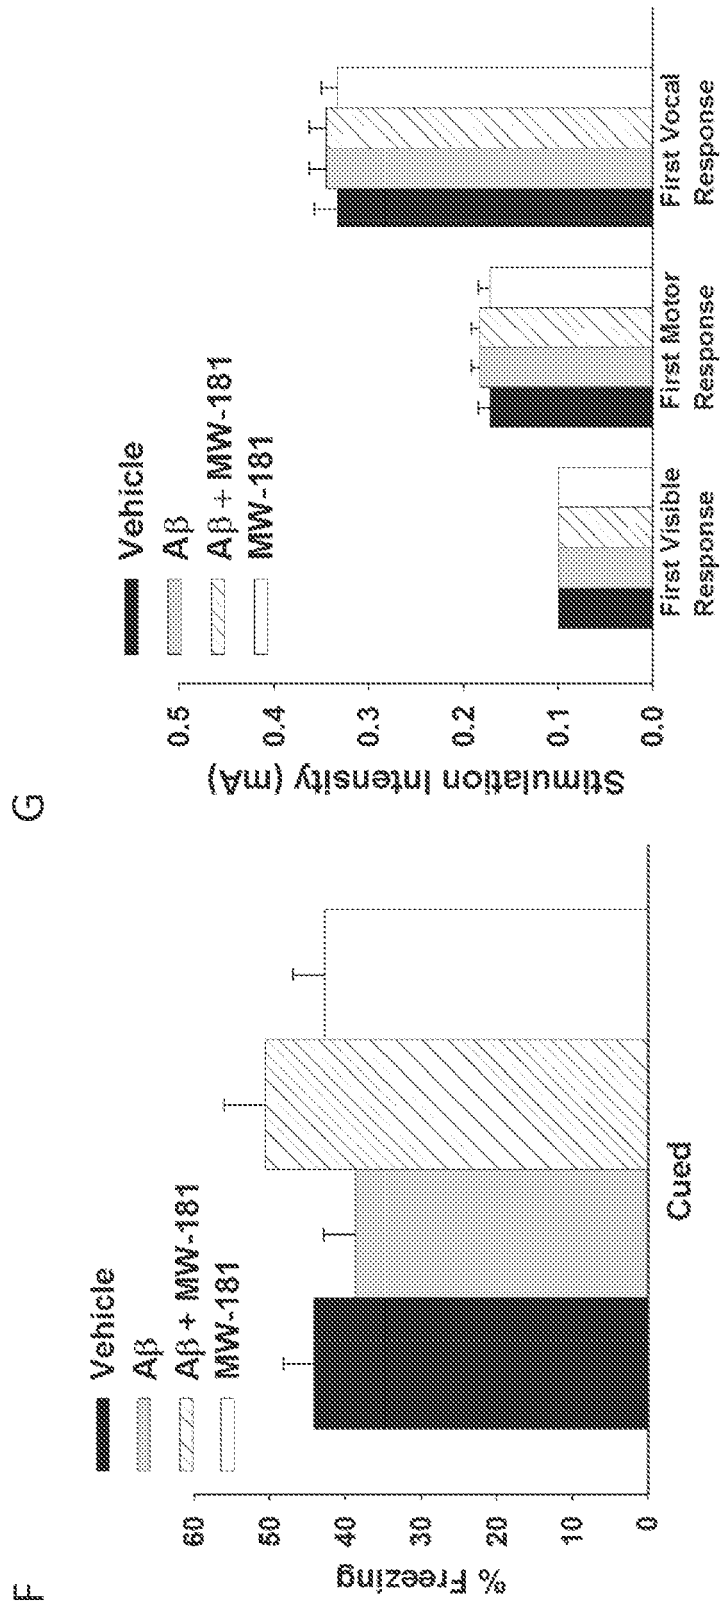 F
Vehicle
Aβ
Aβ + MW-181
MW-181
% Freezing
60
50
40
30
20
10
0
Cued
G
Vehicle
Aβ
Aβ + MW-181
MW-181
Stimulation Intensity (mA)
0.5
0.4
0.3
0.2
0.1
0.0
First Visible
Response
First Motor
Response
First Vocal
Response